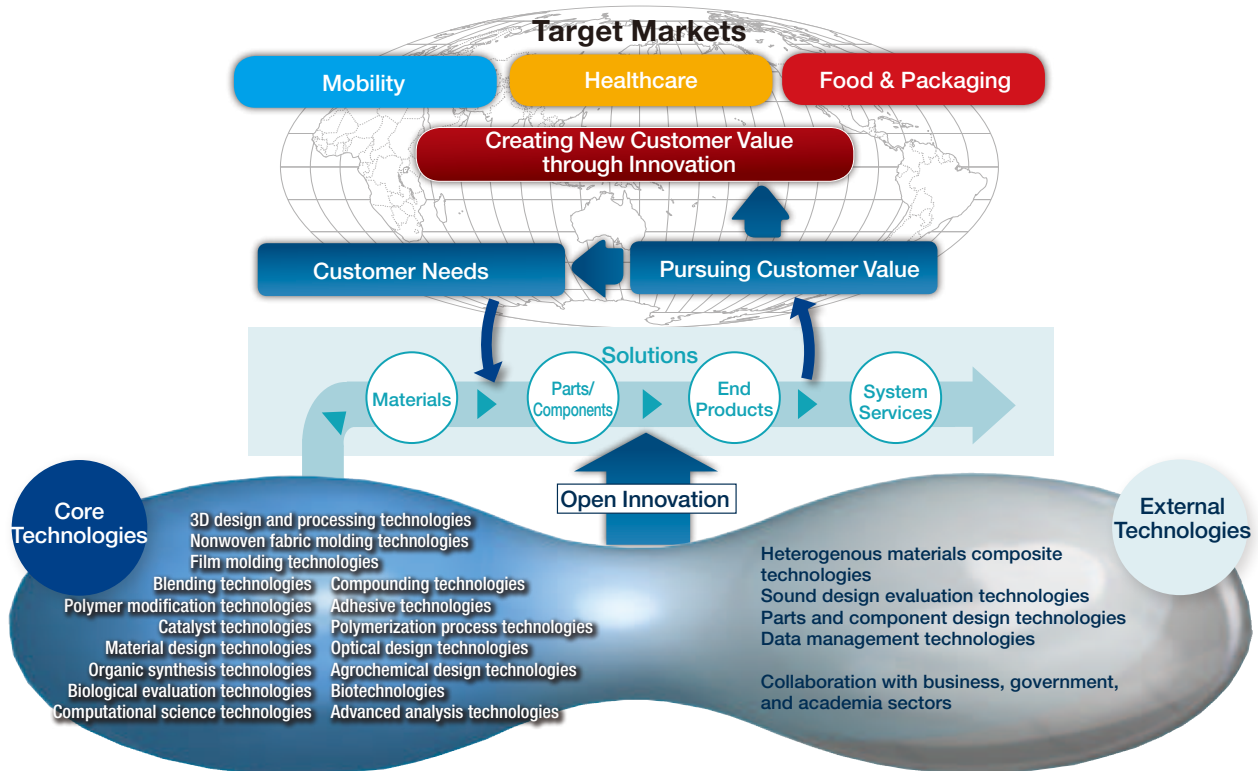 Target Markets
Mobility
Healthcare
Food & Packaging
Creating New Customer Value
through Innovation
Customer Needs
Pursuing Customer Value
Solutions
Materials
Parts/
Components
End
Products
System
Services
Open Innovation
Core
Technologies
3D design and processing technologies
Nonwoven fabric molding technologies
Film molding technologies
Blending technologies
Compounding technologies
Polymer modification technologies
Adhesive technologies
Catalyst technologies
Polymerization process technologies
Material design technologies
Optical design technologies
Organic synthesis technologies
Agrochemical design technologies
Biological evaluation technologies
Biotechnologies
Computational science technologies
Advanced analysis technologies
External
Technologies
Heterogenous materials composite
technologies
Sound design evaluation technologies
Parts and component design technologies
Data management technologies
Collaboration with business, government,
and academia sectors